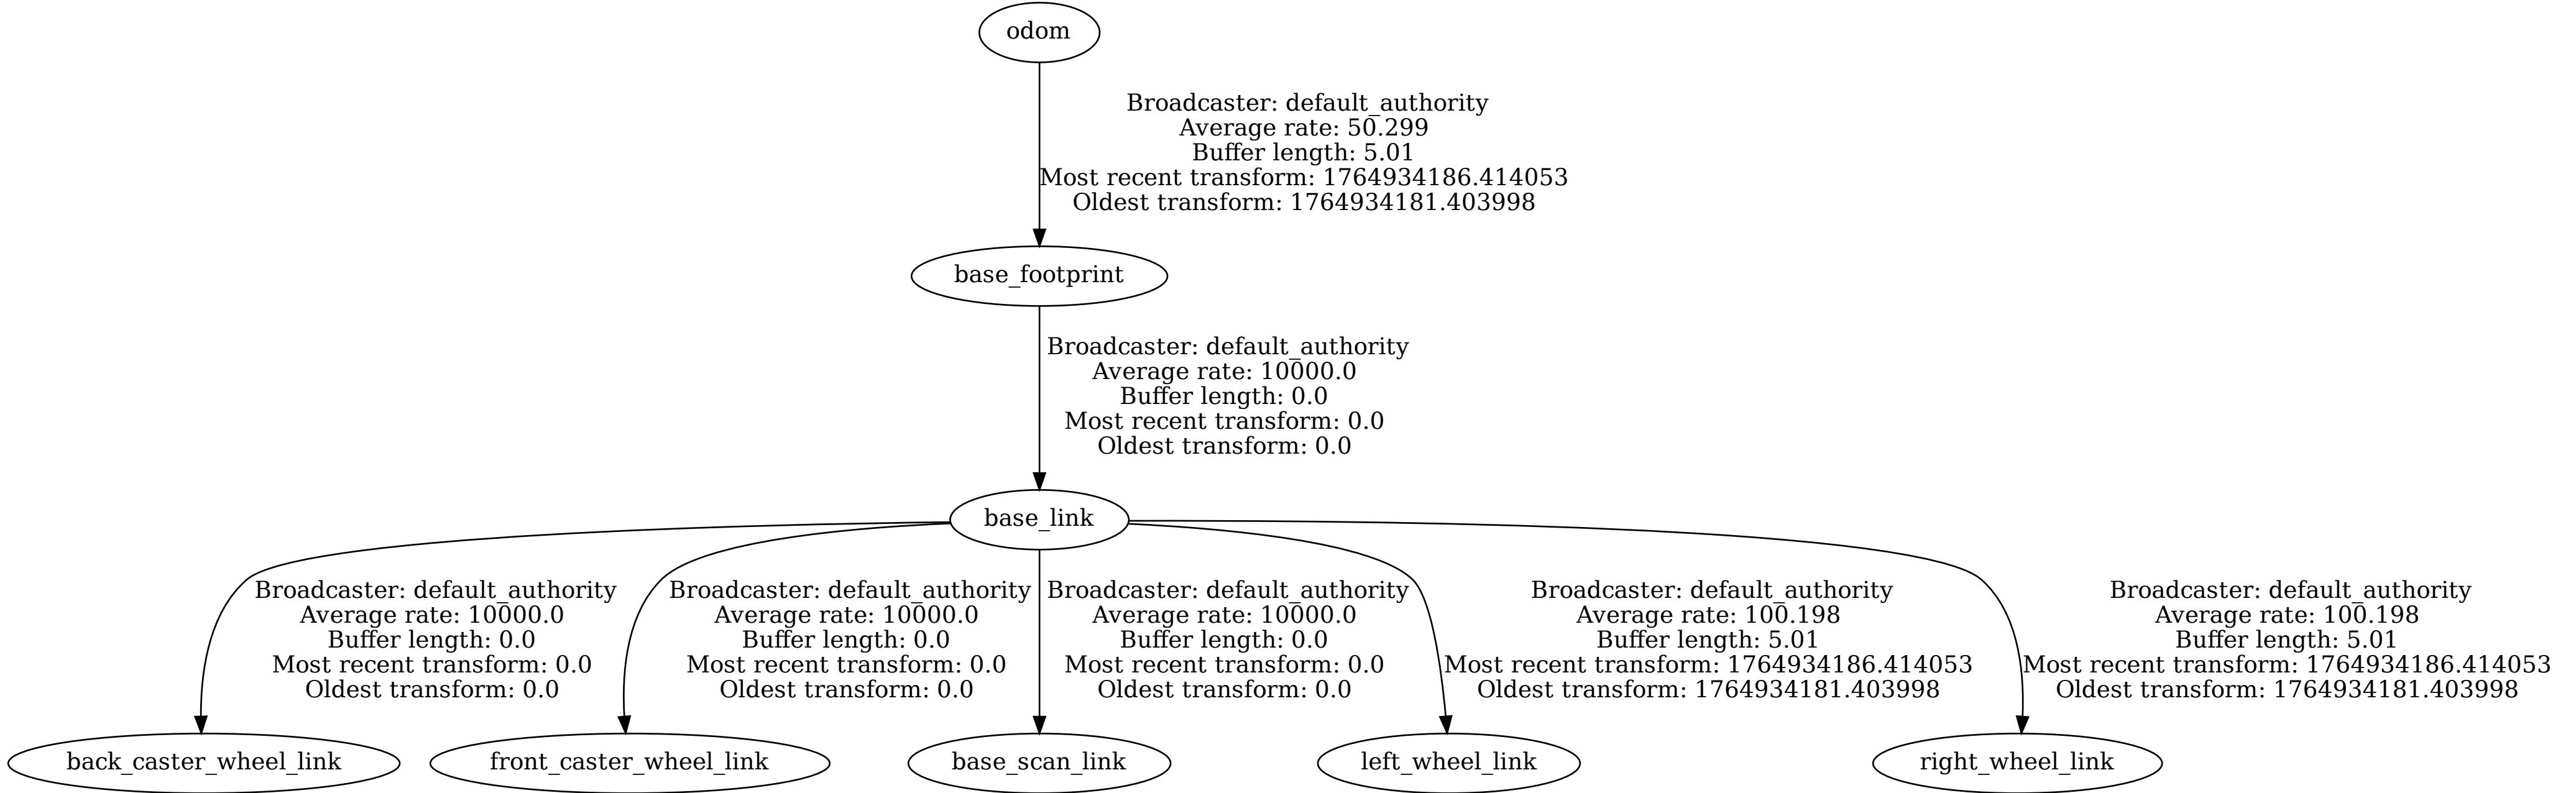 odom
Broadcaster: default_authority
Average rate: 50.299
Buffer length: 5.01
Most recent transform: 1764934186.414053
Oldest transform: 1764934181.403998
base_footprint
Broadcaster: default_authority
Average rate: 10000.0
Buffer length: 0.0
Most recent transform: 0.0
Oldest transform: 0.0
base_link
Broadcaster: default_authority
Average rate: 10000.0
Buffer length: 0.0
Most recent transform: 0.0
Oldest transform: 0.0
Broadcaster: default_authority
Average rate: 10000.0
Buffer length: 0.0
Most recent transform: 0.0
Oldest transform: 0.0
Broadcaster: default_authority
Average rate: 10000.0
Buffer length: 0.0
Most recent transform: 0.0
Oldest transform: 0.0
Broadcaster: default_authority
Average rate: 100.198
Buffer length: 5.01
Most recent transform: 1764934186.414053
Oldest transform: 1764934181.403998
Broadcaster: default_authority
Average rate: 100.198
Buffer length: 5.01
Most recent transform: 1764934186.414053
Oldest transform: 1764934181.403998
back_caster_wheel_link
front_caster_wheel_link
base_scan_link
left_wheel_link
right_wheel_link